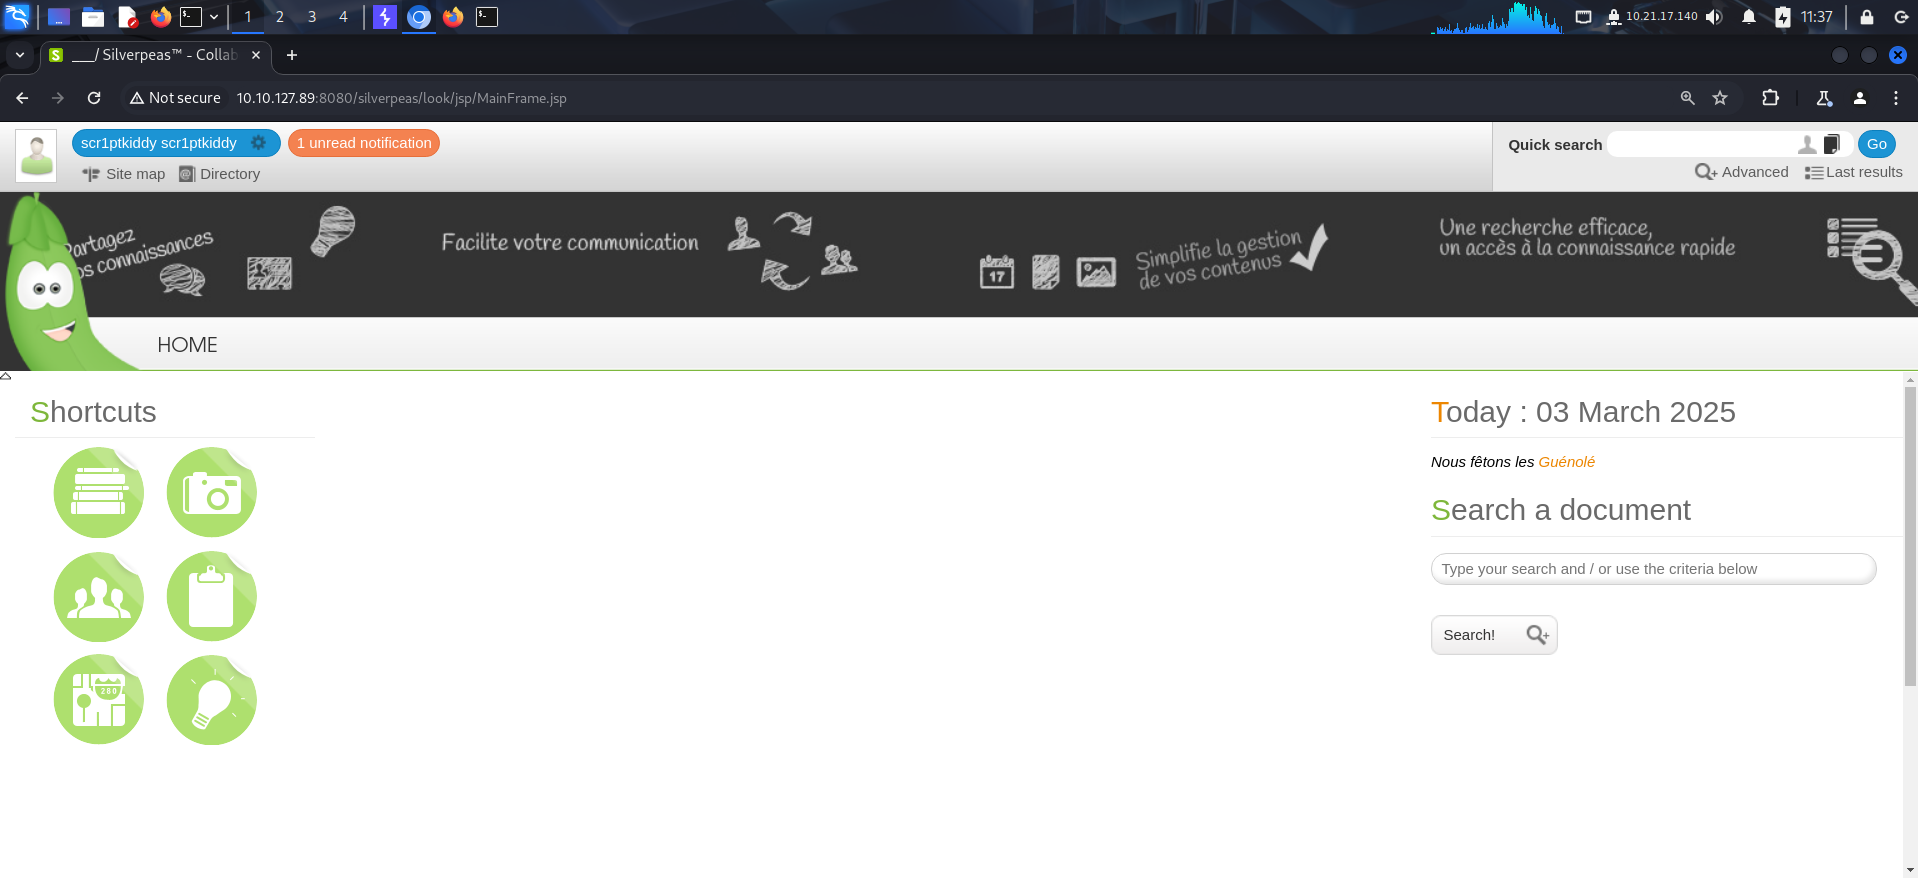 1 2 3 4
10.21.17.140
11:37
___/ Silverpeas™ - Collab
Not secure
10.10.127.89:8080/silverpeas/look/jsp/MainFrame.jsp
scr1ptkiddy scr1ptkiddy
1 unread notification
Site map
Directory
Quick search
Go
Advanced
Last results
Partagez
vos connaissances
Facilite votre communication
17
Simplifie la gestion
de vos contenus
Une recherche efficace,
un accès à la connaissance rapide
HOME
Shortcuts
280
Today : 03 March 2025
Nous fêtons les Guénolé
Search a document
Type your search and / or use the criteria below
Search!